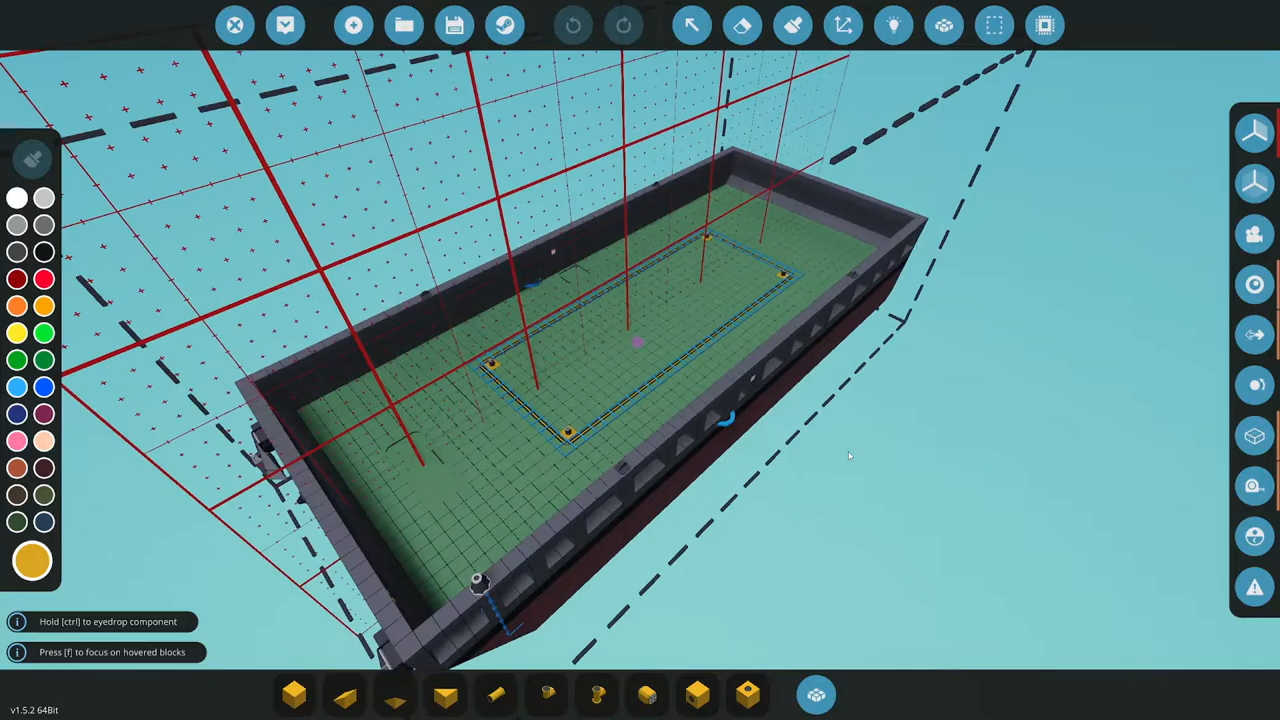 Hold [ctrl] to eyedrop component
Press [f] to focus on hovered blocks
v1.5.2 64Bit